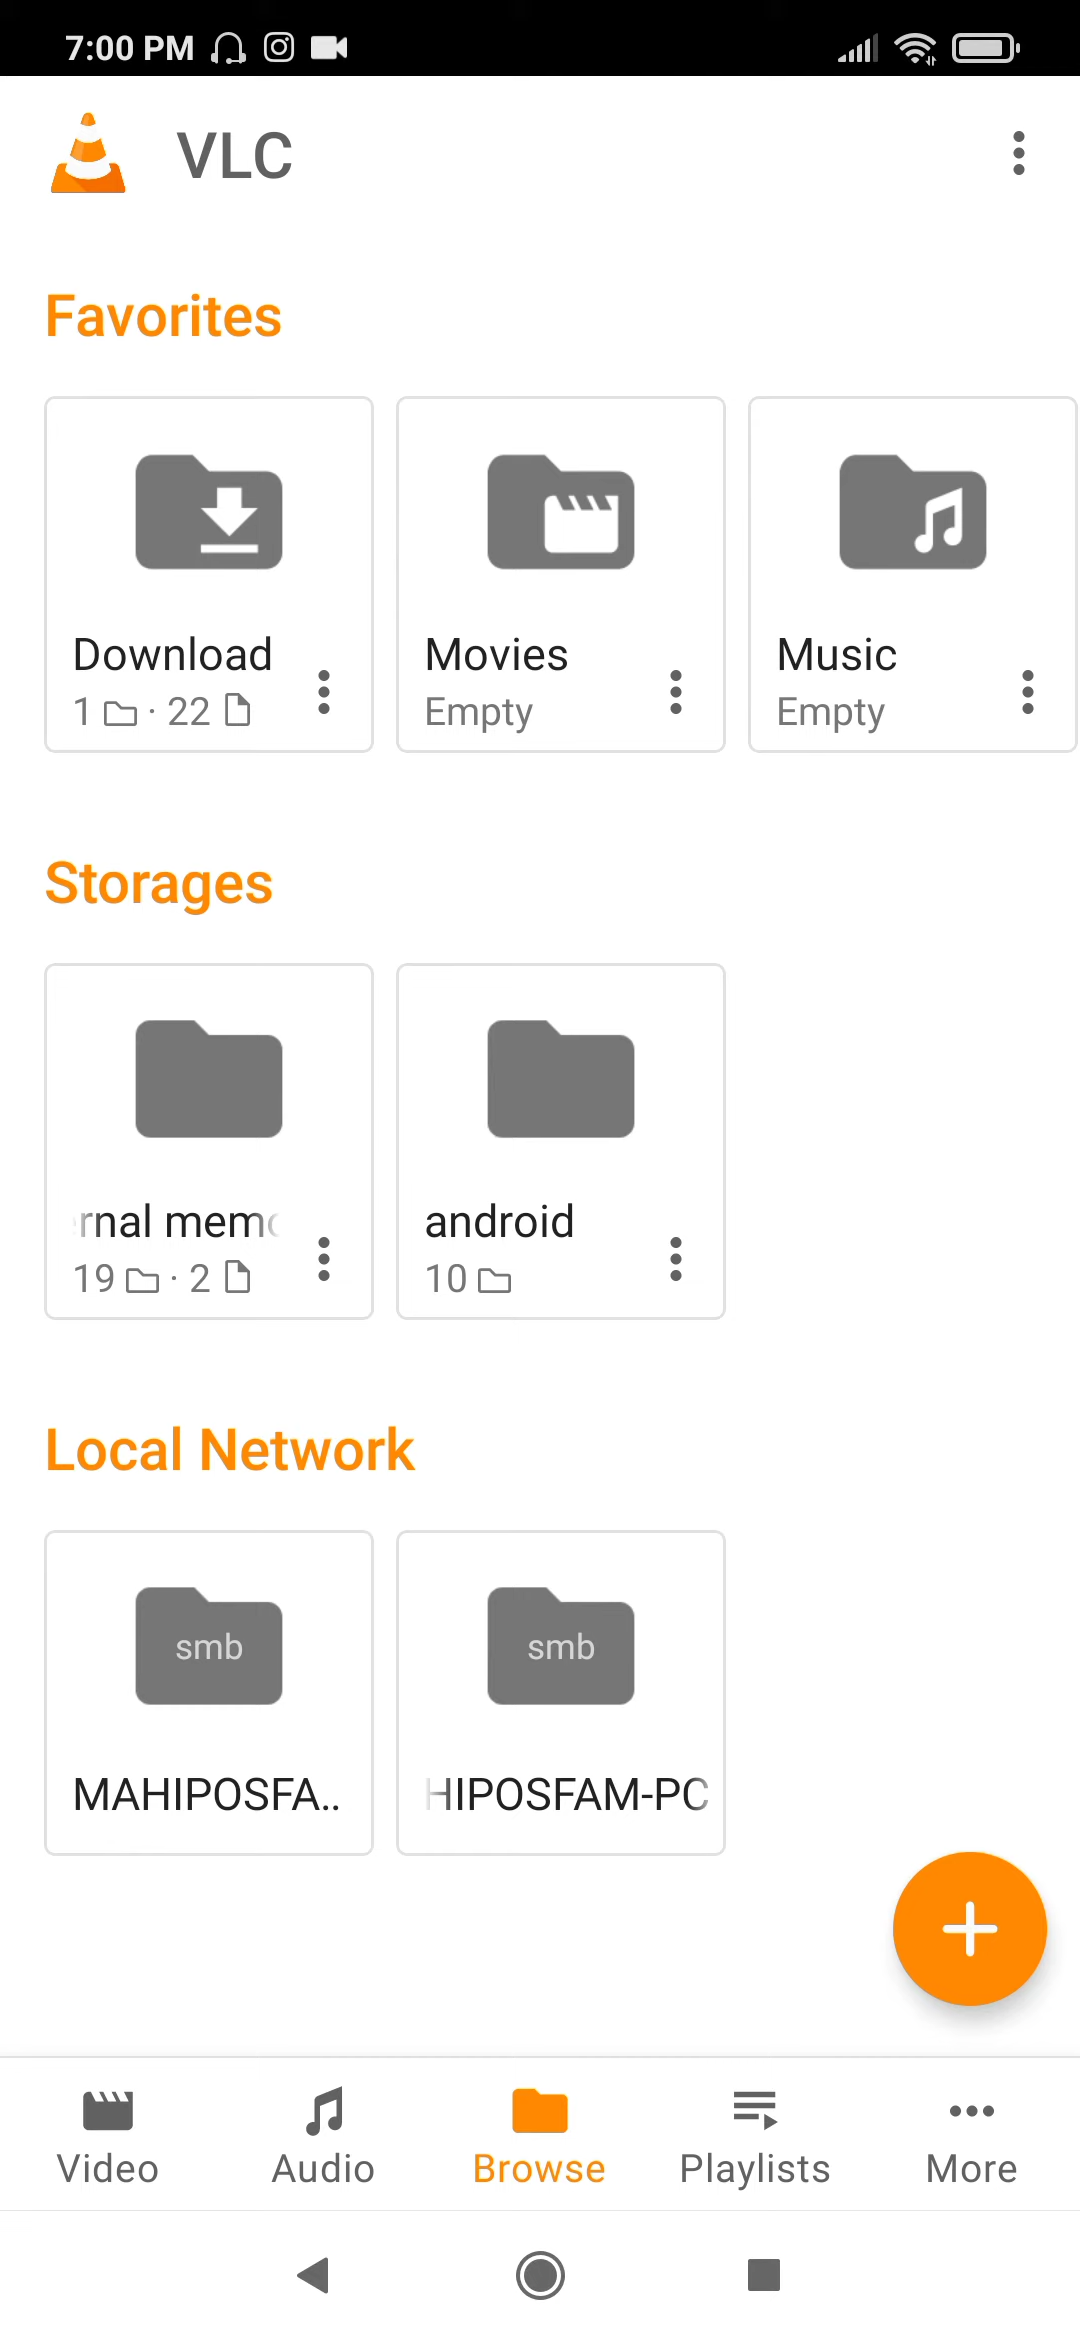 7:00 PM
VLC
Favorites
Download
1 · 22
Movies
Empty
Music
Empty
Storages
rnal mem
19 · 2
android
10
Local Network
smb
MAHIPOSFA..
smb
HIPOSFAM-PC
Video
Audio
Browse
Playlists
More